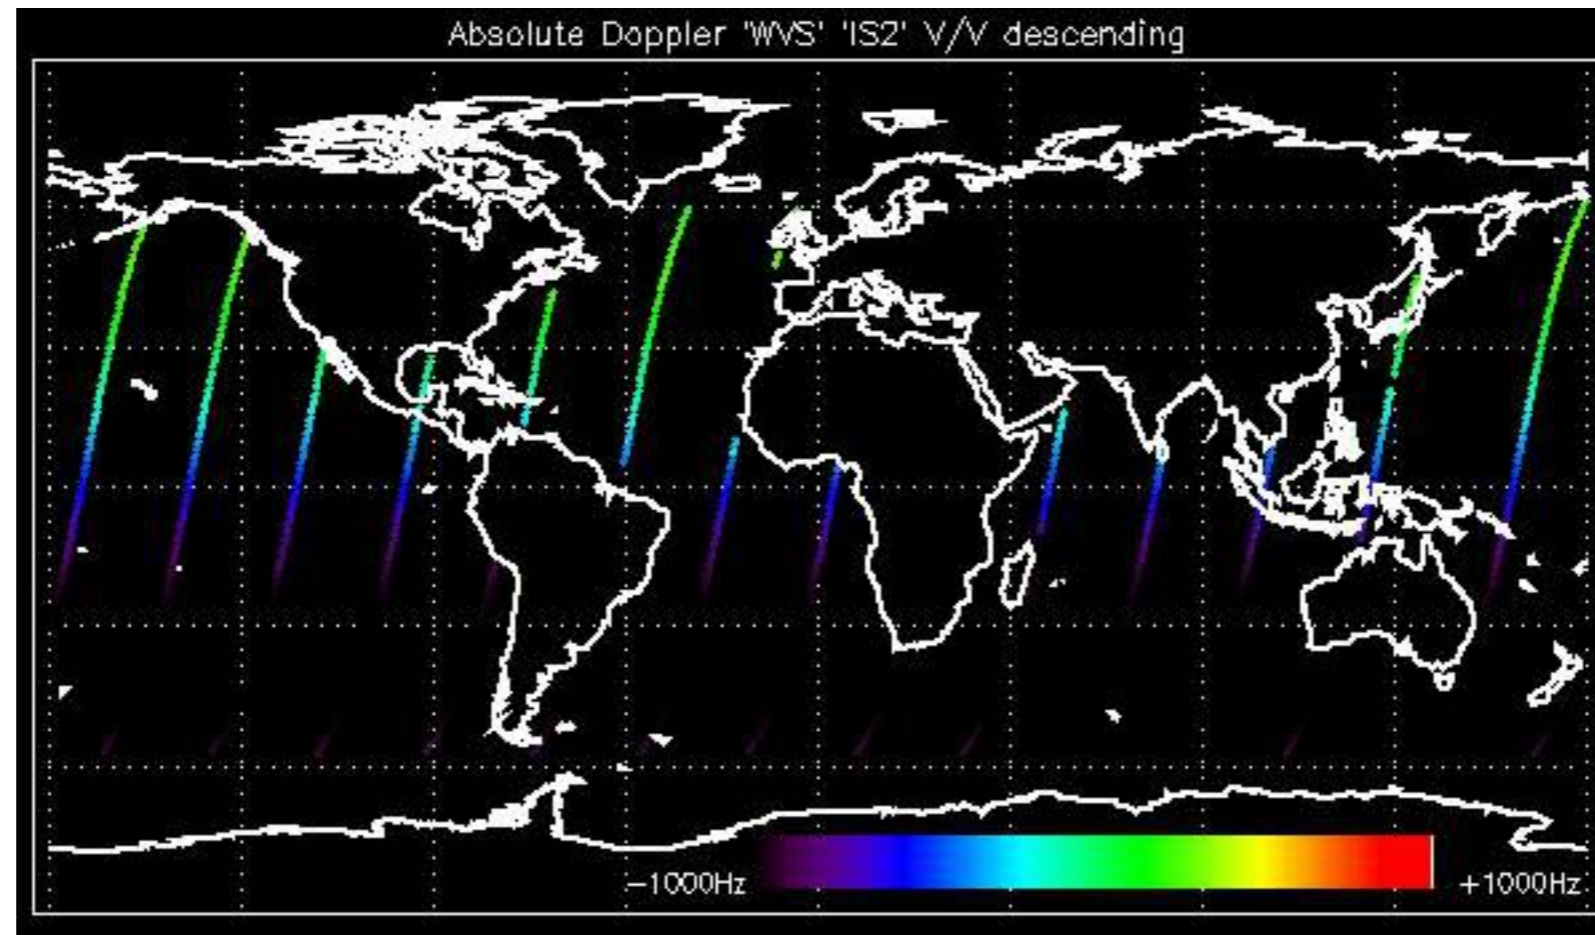 Absolute Doppler 'WVS' 'IS2' V/V descending
−1000Hz
+1000Hz